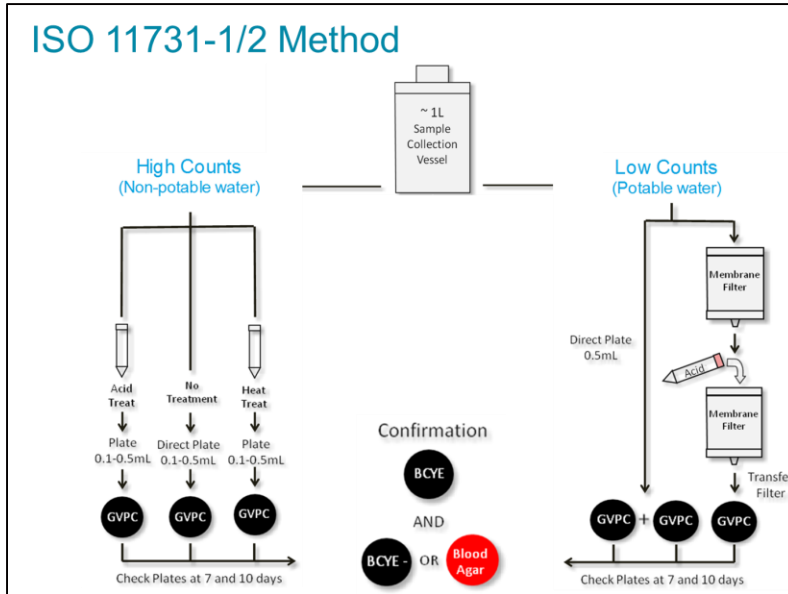 ISO 11731-1/2 Method
~ 1L
Sample
Collection
Vessel
High Counts
(Non-potable water)
Acid
Treat
No
Treatment
Heat
Treat
Plate
0.1-0.5mL
Direct Plate
0.1-0.5mL
Plate
0.1-0.5mL
GVPC
GVPC
GVPC
Check Plates at 7 and 10 days
Confirmation
BCYE
AND
BCYE -
OR
Blood
Agar
Low Counts
(Potable water)
Membrane
Filter
Direct Plate
0.5mL
Acid
Membrane
Filter
Transfe
Filter
GVPC
+
GVPC
GVPC
Check Plates at 7 and 10 days